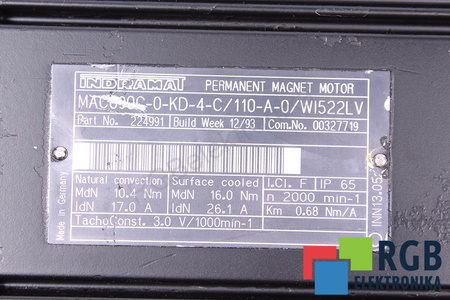 INDRAMAT PERMANENT MAGNET MOTOR
MAC090C-0-KD-4-C/110-A-0/WI522LV
Part No. 224991 Build Week 12/93 Com.No. 00327719
Natural convection Surface cooled I.Cl. F IP 65
MdN 10.4 Nm MdN 16.0 Nm n 2000 min-1
IdN 17.0 A IdN 26.1 A Km 0.68 Nm/A
TachoConst. 3.0 V/1000min-1
Made in Germany
INN13.05
RGB
ELEKTRONIKA